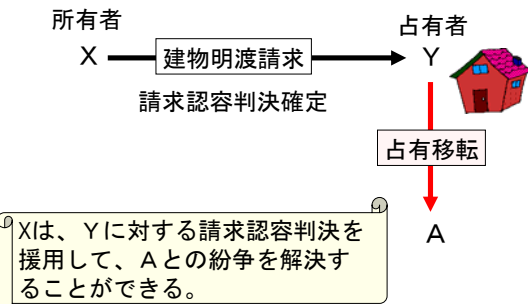 所有者
占有者
X
建物明渡請求
Y
請求認容判決確定
占有移転
A
Xは、Yに対する請求認容判決を
援用して、Aとの紛争を解決す
ることができる。